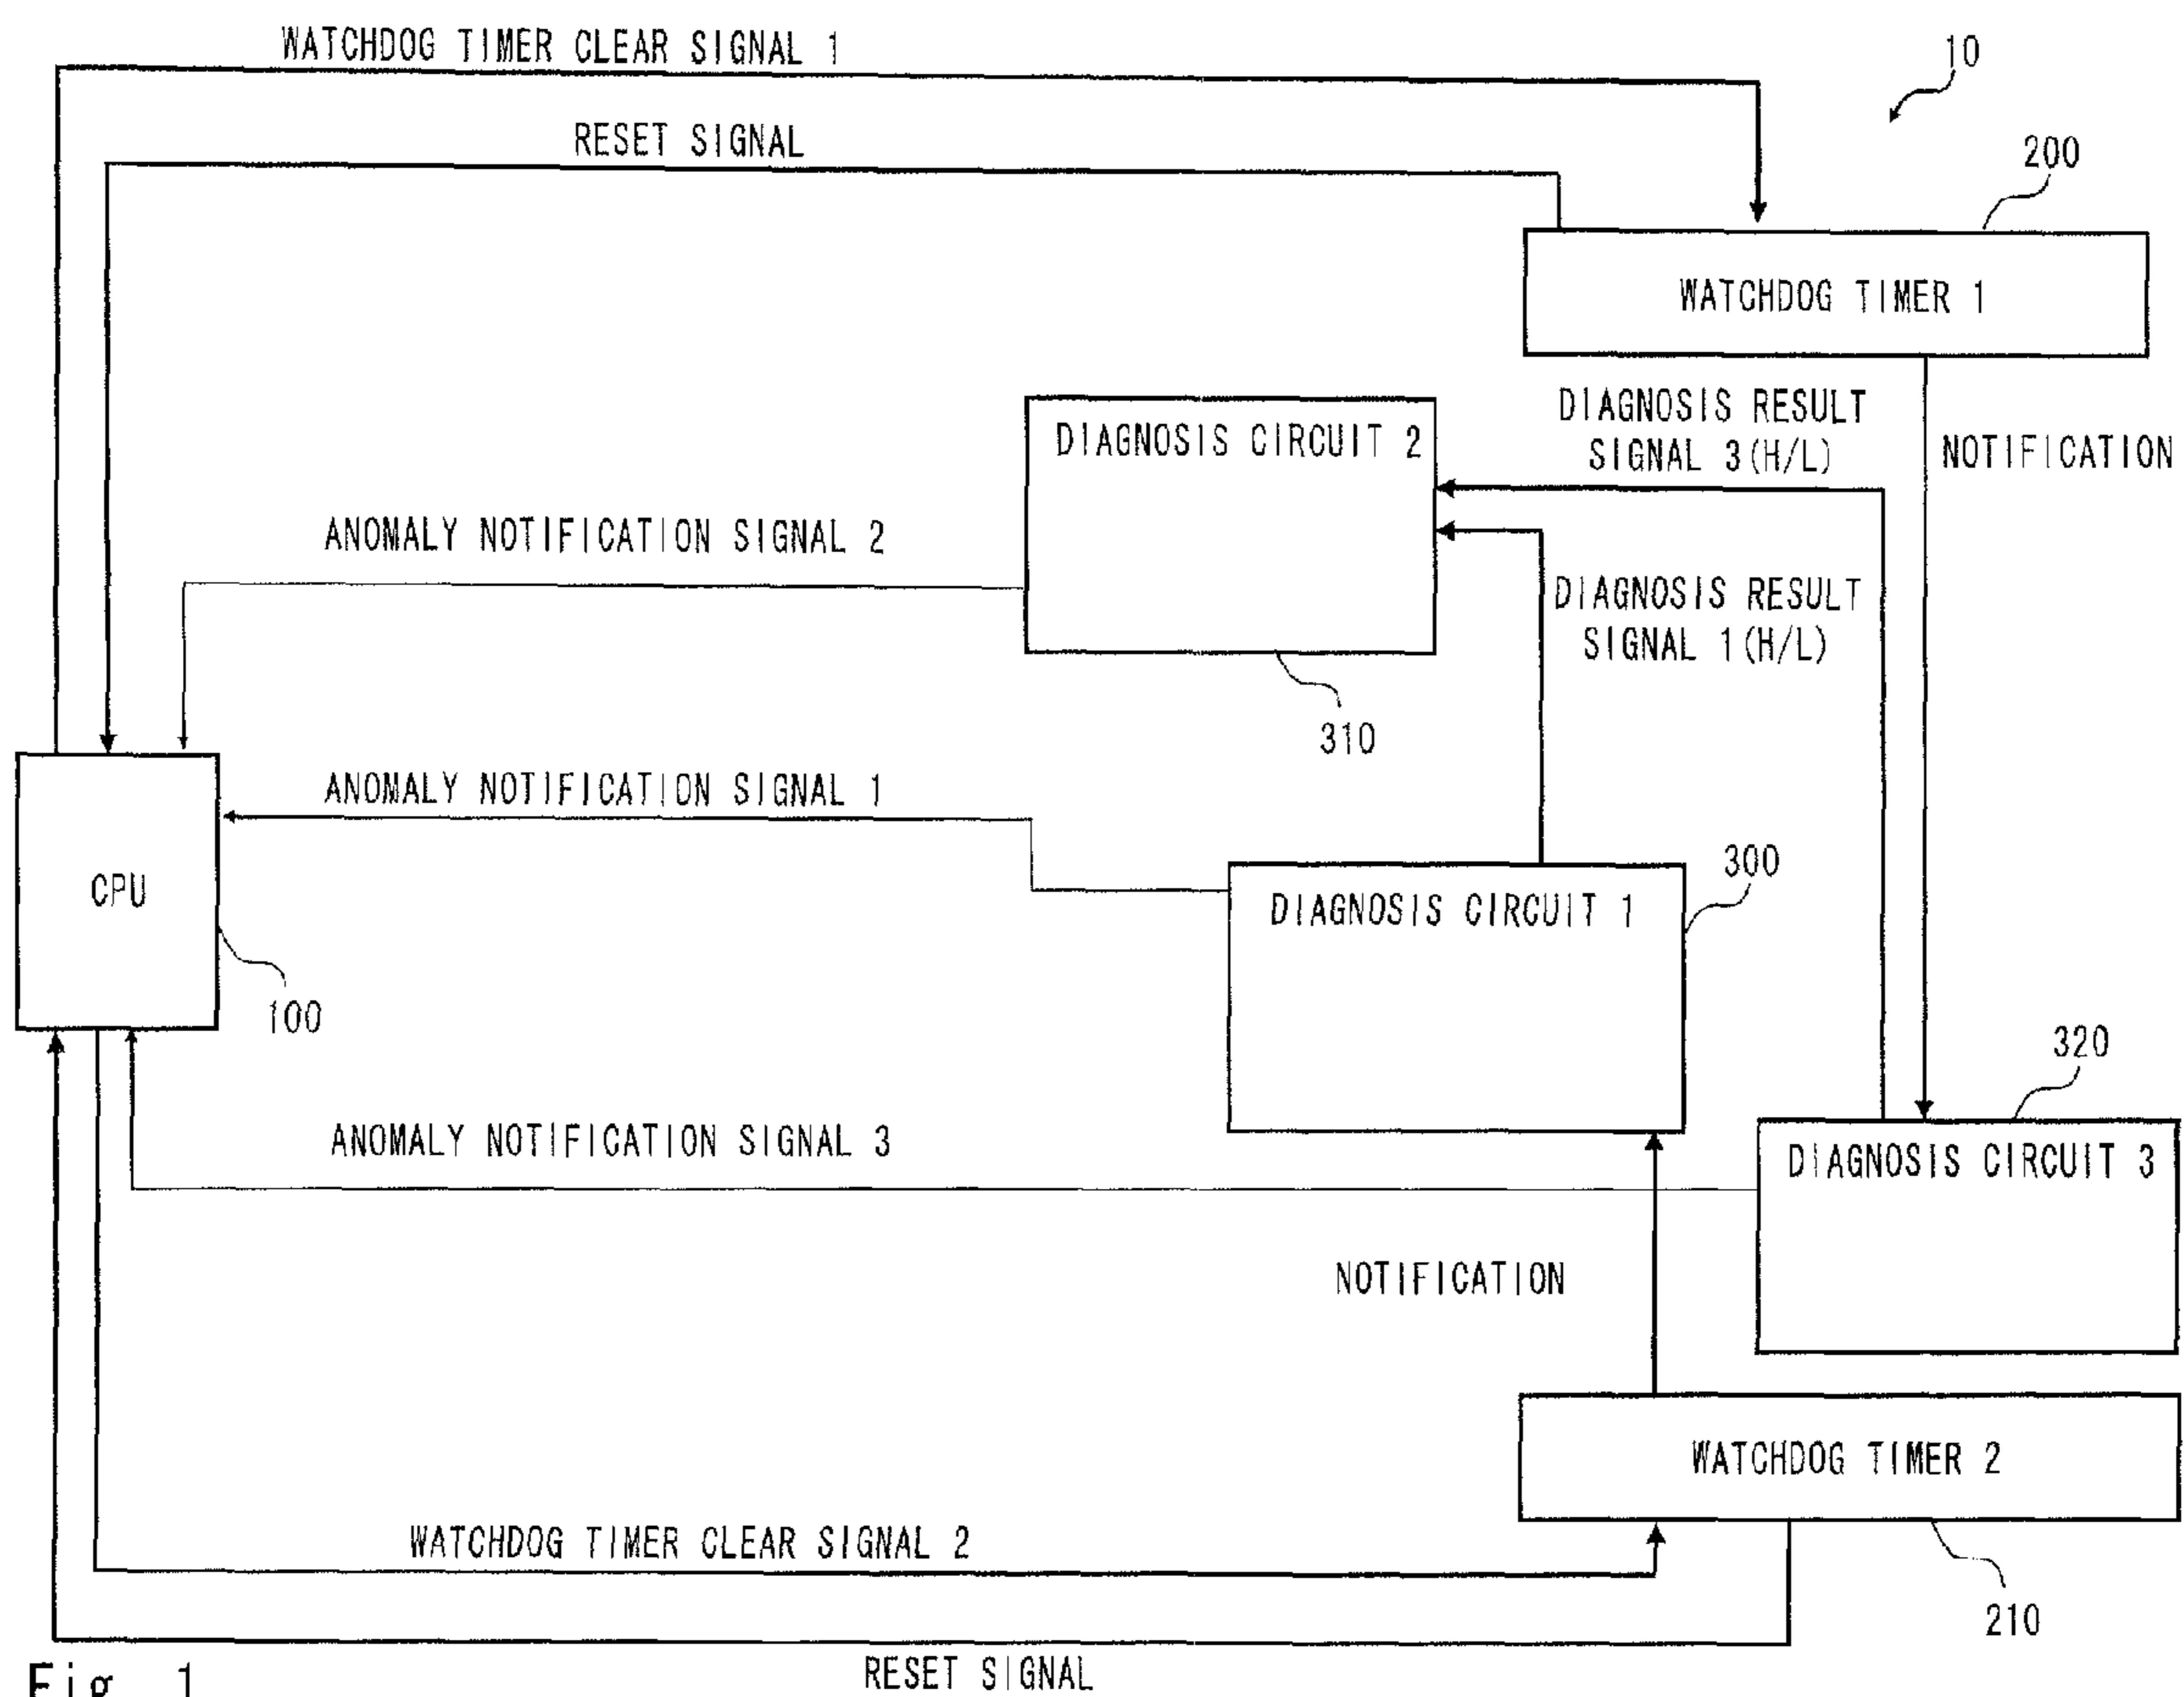 WATCHDOG TIMER CLEAR SIGNAL 1
10
RESET SIGNAL
200
WATCHDOG TIMER 1
DIAGNOSIS RESULT
SIGNAL 3(H/L)
NOTIFICATION
DIAGNOSIS CIRCUIT 2
ANOMALY NOTIFICATION SIGNAL 2
DIAGNOSIS RESULT
SIGNAL 1(H/L)
310
ANOMALY NOTIFICATION SIGNAL 1
CPU
300
DIAGNOSIS CIRCUIT 1
100
320
ANOMALY NOTIFICATION SIGNAL 3
DIAGNOSIS CIRCUIT 3
NOTIFICATION
WATCHDOG TIMER 2
WATCHDOG TIMER CLEAR SIGNAL 2
210
RESET SIGNAL
Fig. 1